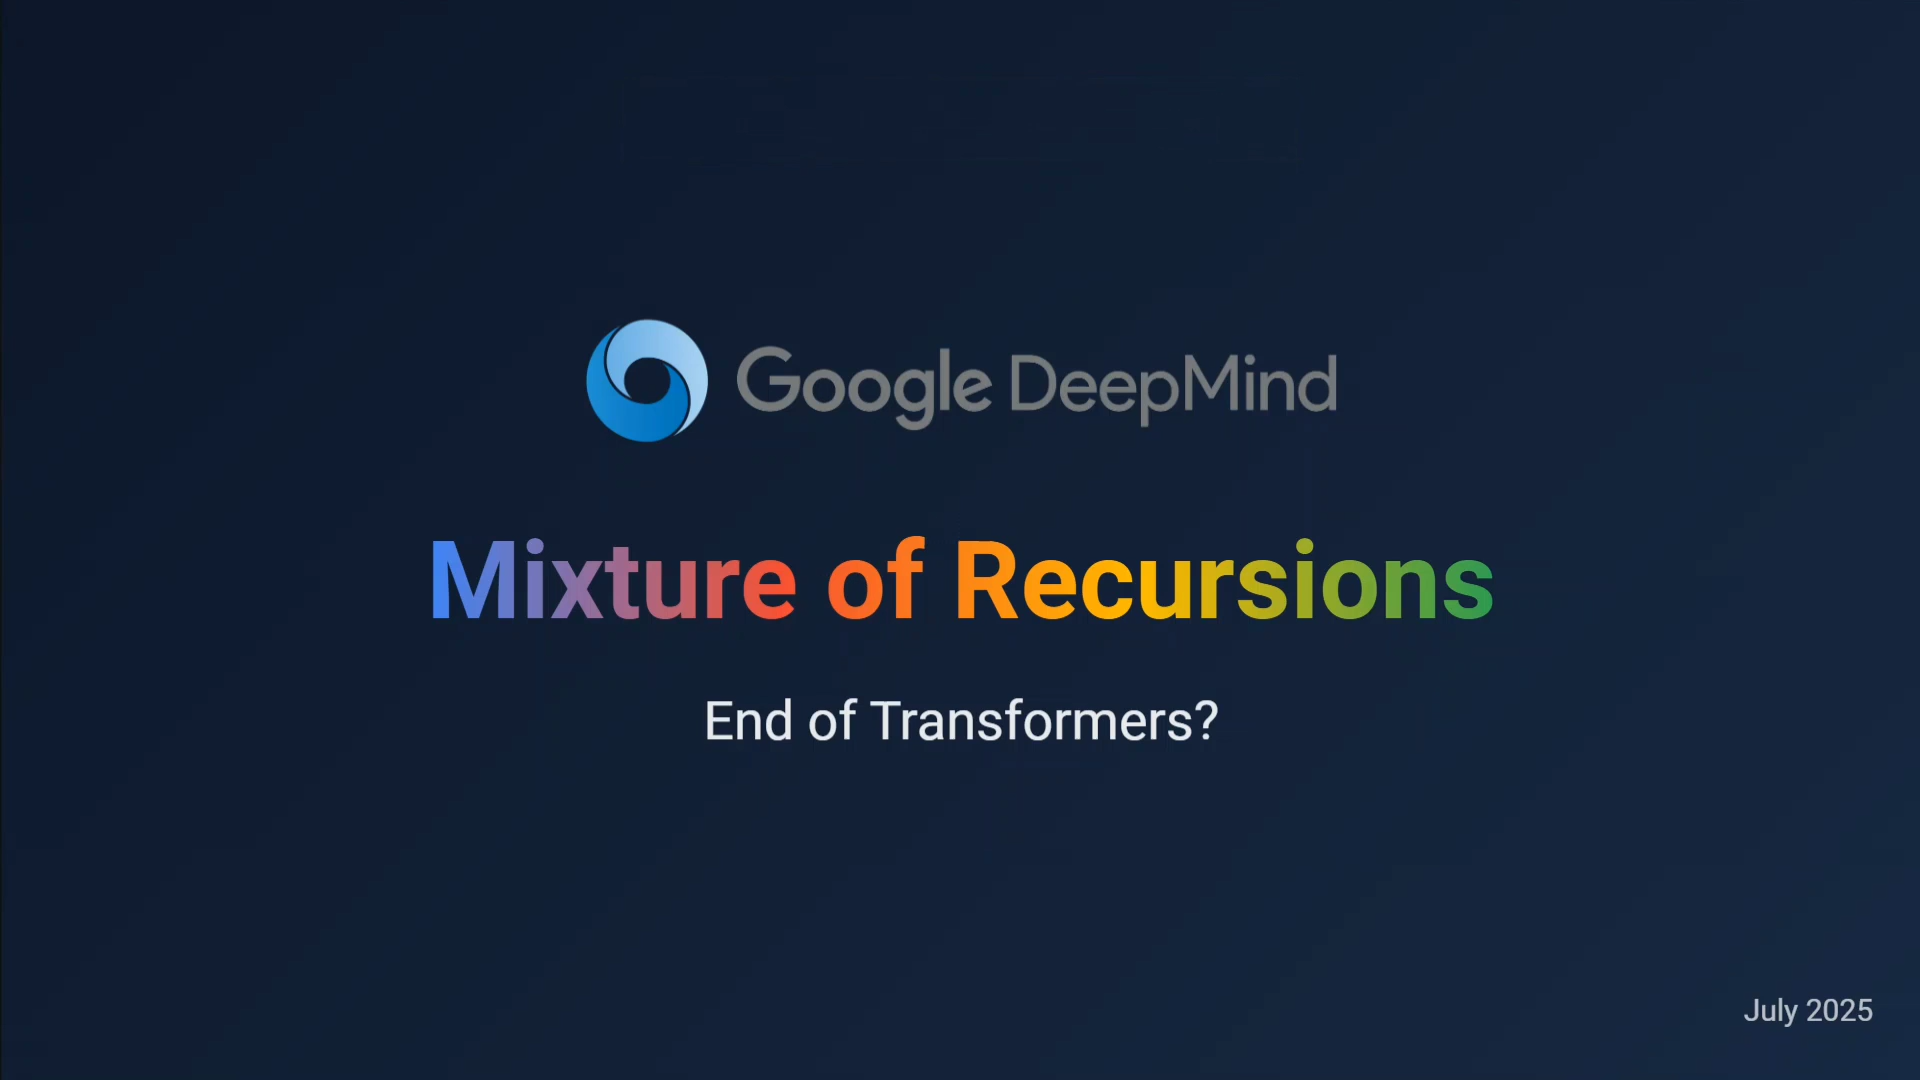 Google DeepMind
Mixture of Recursions
End of Transformers?
July 2025